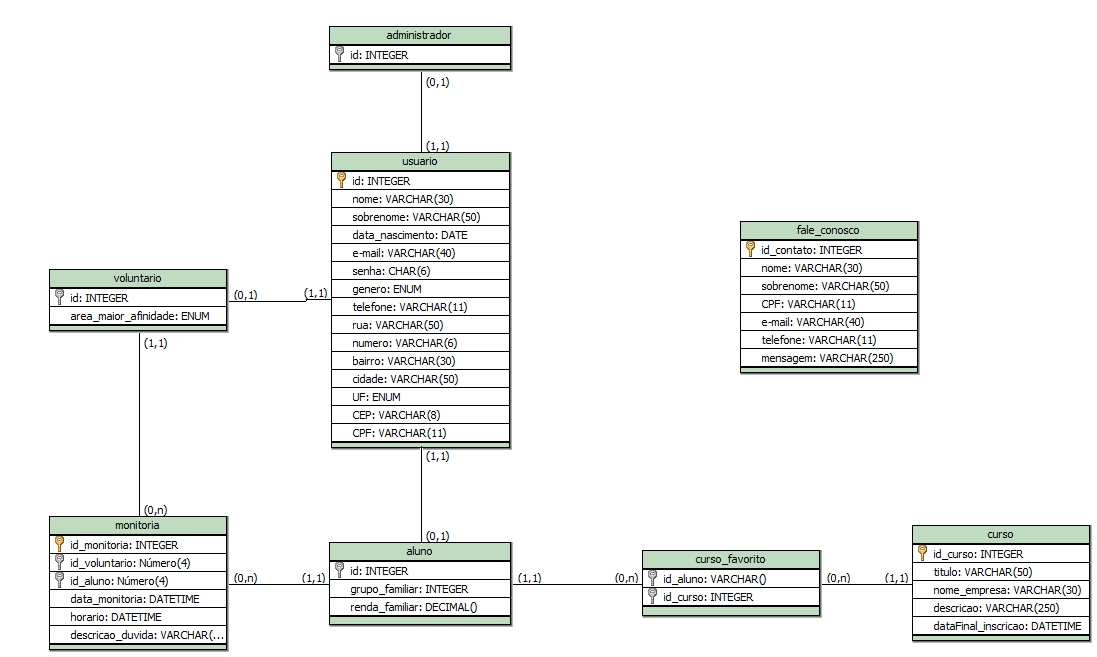 administrador
id: INTEGER
(0,1)
(1,1)
usuario
id: INTEGER
nome: VARCHAR(30)
sobrenome: VARCHAR(50)
data_nascimento: DATE
e-mail: VARCHAR(40)
senha: CHAR(6)
genero: ENUM
telefone: VARCHAR(11)
rua: VARCHAR(50)
numero: VARCHAR(6)
bairro: VARCHAR(30)
cidade: VARCHAR(50)
UF: ENUM
CEP: VARCHAR(8)
CPF: VARCHAR(11)
(1,1)
(0,1)
fale_conosco
id_contato: INTEGER
nome: VARCHAR(30)
sobrenome: VARCHAR(50)
CPF: VARCHAR(11)
e-mail: VARCHAR(40)
telefone: VARCHAR(11)
mensagem: VARCHAR(250)
voluntario
id: INTEGER
area_maior_afinidade: ENUM
(0,1)
(1,1)
(1,1)
(0,n)
monitoria
id_monitoria: INTEGER
id_voluntario: Número(4)
id_aluno: Número(4)
data_monitoria: DATETIME
horario: DATETIME
descricao_duvida: VARCHAR(...
(0,n)
(1,1)
aluno
id: INTEGER
grupo_familiar: INTEGER
renda_familiar: DECIMAL()
(1,1)
(0,n)
curso_favorito
id_aluno: VARCHAR()
id_curso: INTEGER
(0,n)
(1,1)
curso
id_curso: INTEGER
titulo: VARCHAR(50)
nome_empresa: VARCHAR(30)
descricao: VARCHAR(250)
dataFinal_inscricao: DATETIME